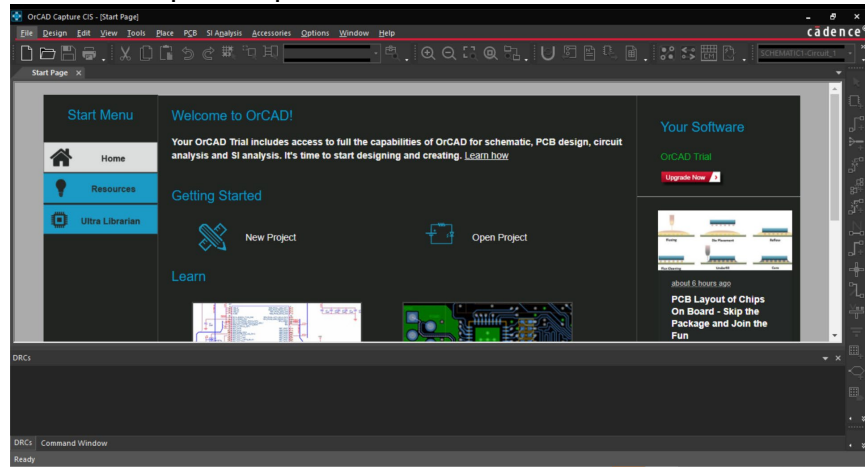 OrCAD Capture CIS - [Start Page]
File Design Edit View Tools Place PCB SI Analysis Accessories Options Window Help
cādence®
SCHEMATIC1-Circuit_1
Start Page
Start Menu
Home
Resources
Ultra Librarian
Welcome to OrCAD!
Your OrCAD Trial includes access to full the capabilities of OrCAD for schematic, PCB design, circuit
analysis and SI analysis. It's time to start designing and creating. Learn how
Getting Started
New Project
Open Project
Learn
Your Software
OrCAD Trial
Upgrade Now
about 6 hours ago
PCB Layout of Chips
On Board - Skip the
Package and Join the
Fun
DRCs
DRCs Command Window
Ready